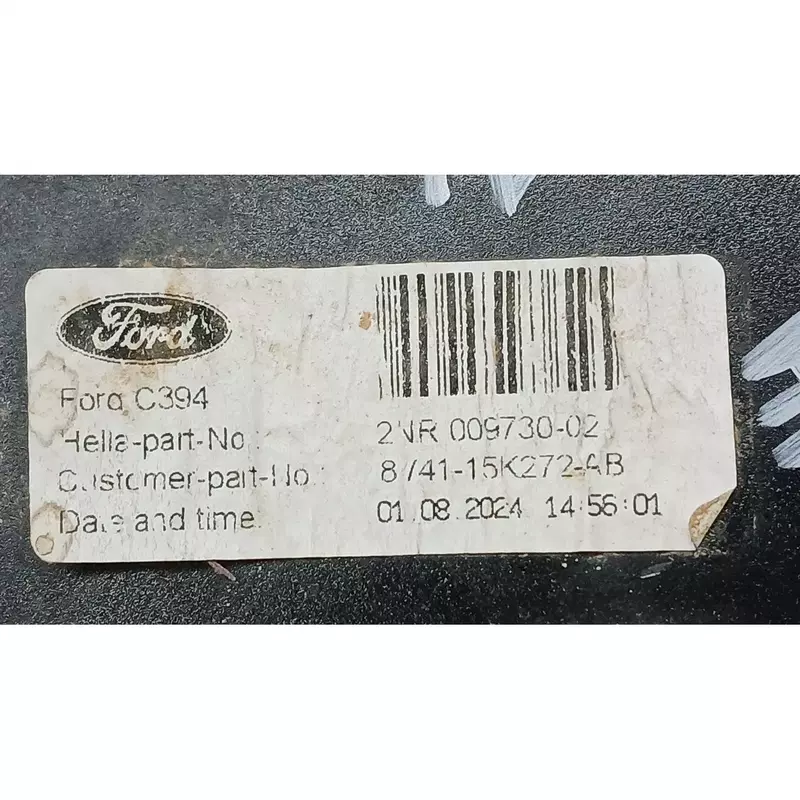 Ford
Ford C394
Hella-part-No.:
2NR 009730-02
Customer-part-No.:
8V41-15K272-AB
Date and time:
01.08.2024 14:56:01